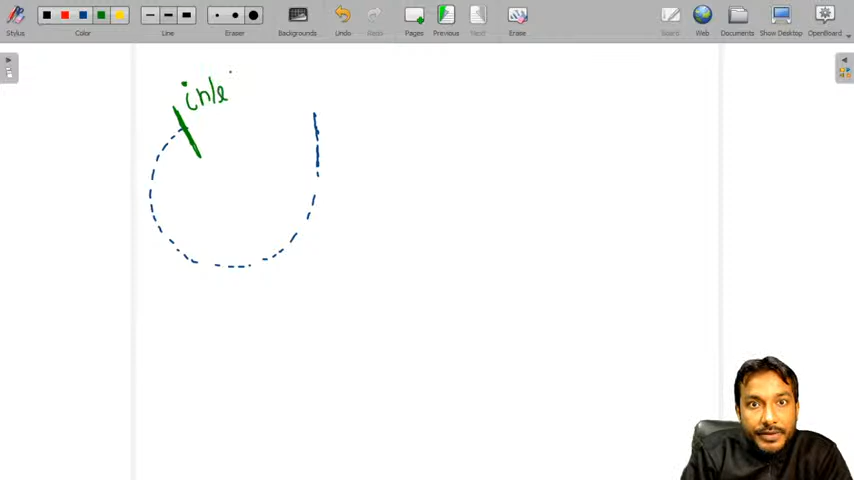 Stylus
Color
Line
Eraser
Backgrounds
Undo
Redo
Pages
Previous
Next
Erase
Board
Web
Documents
Show Desktop
OpenBoard
inle